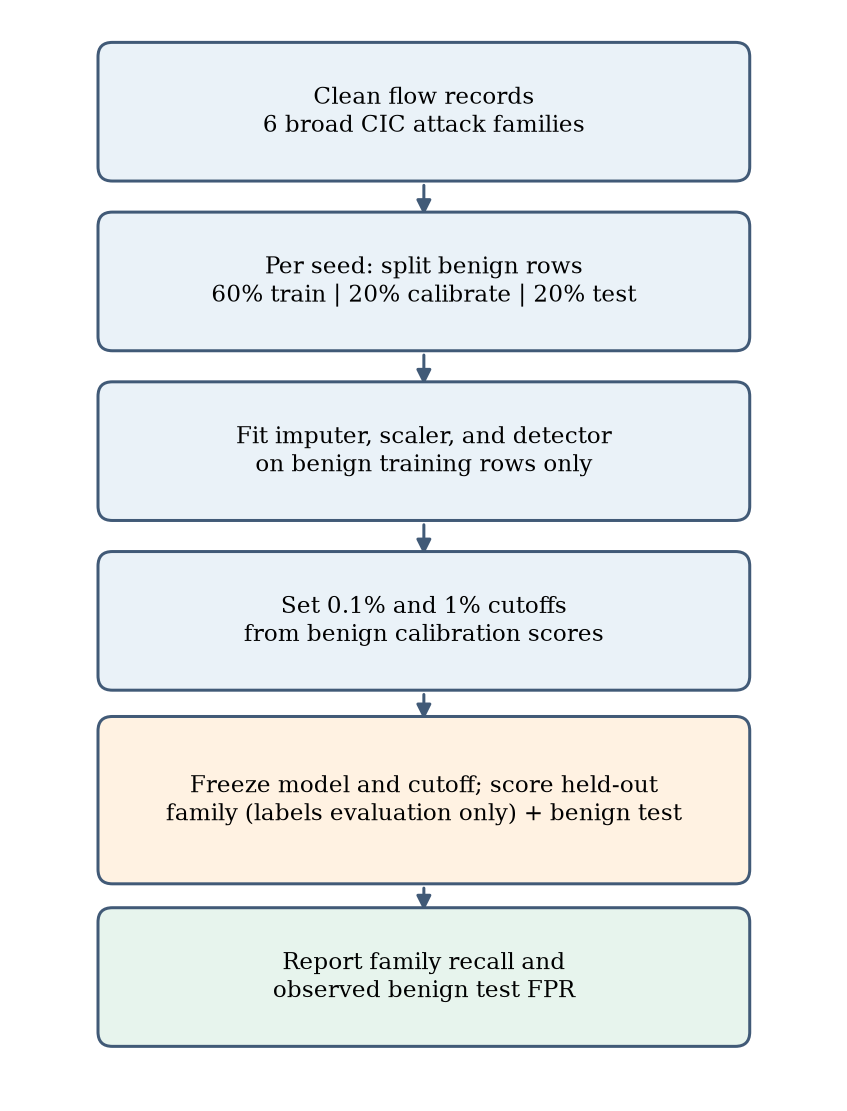 Clean flow records
6 broad CIC attack families
Per seed: split benign rows
60% train | 20% calibrate | 20% test
Fit imputer, scaler, and detector
on benign training rows only
Set 0.1% and 1% cutoffs
from benign calibration scores
Freeze model and cutoff; score held-out
family (labels evaluation only) + benign test
Report family recall and
observed benign test FPR